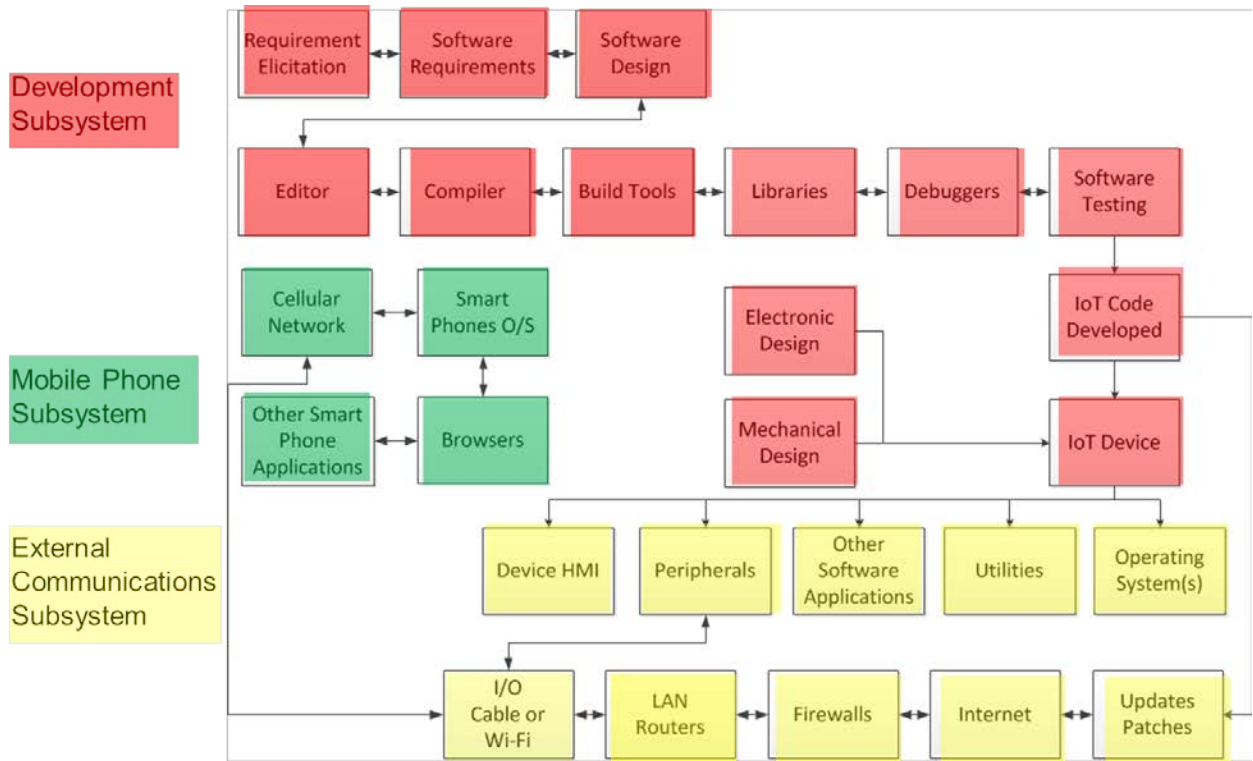 Development
Subsystem
Requirement
Elicitation
Software
Requirements
Software
Design
Editor
Compiler
Build Tools
Libraries
Debuggers
Software
Testing
Mobile Phone
Subsystem
Cellular
Network
Smart
Phones O/S
Electronic
Design
IoT Code
Developed
Other Smart
Phone
Applications
Browsers
Mechanical
Design
IoT Device
External
Communications
Subsystem
Device HMI
Peripherals
Other
Software
Applications
Utilities
Operating
System(s)
I/O
Cable or
Wi-Fi
LAN
Routers
Firewalls
Internet
Updates
Patches